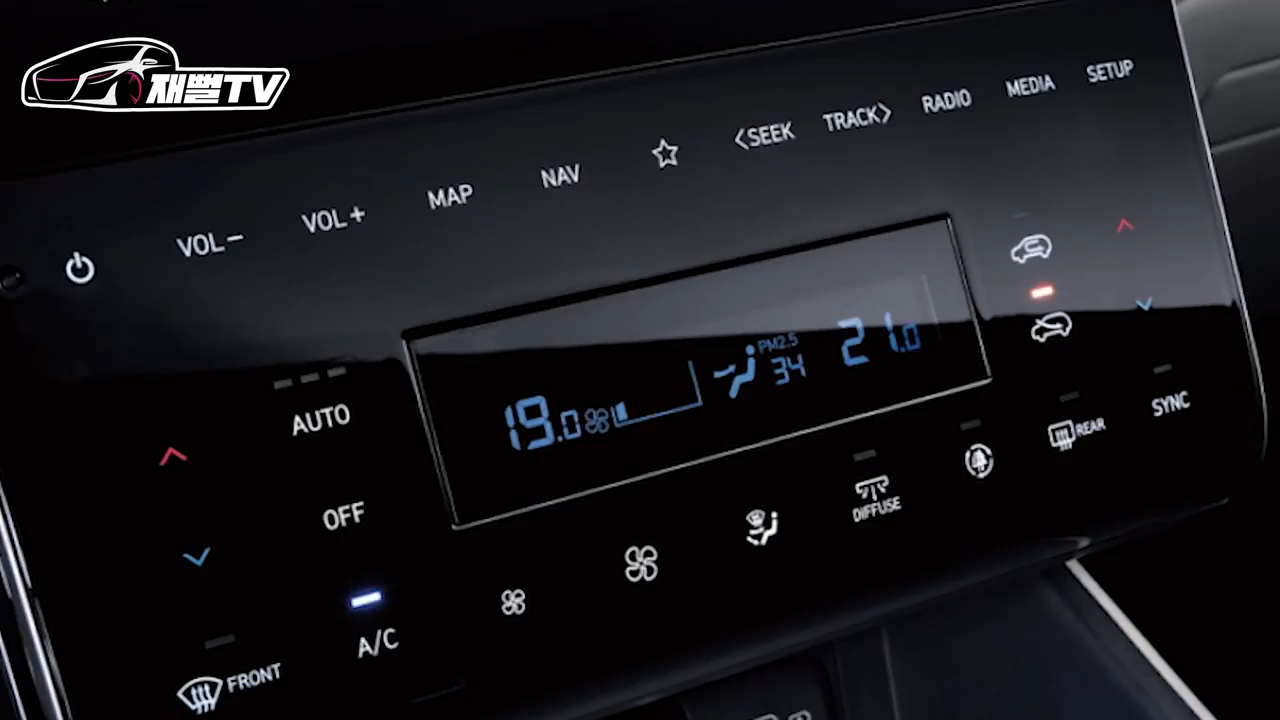 재뻘TV
VOL−
VOL+
MAP
NAV
<SEEK
TRACK>
RADIO
MEDIA
SETUP
AUTO
19.0
PM2.5
34
21.0
OFF
A/C
FRONT
DIFFUSE
REAR
SYNC